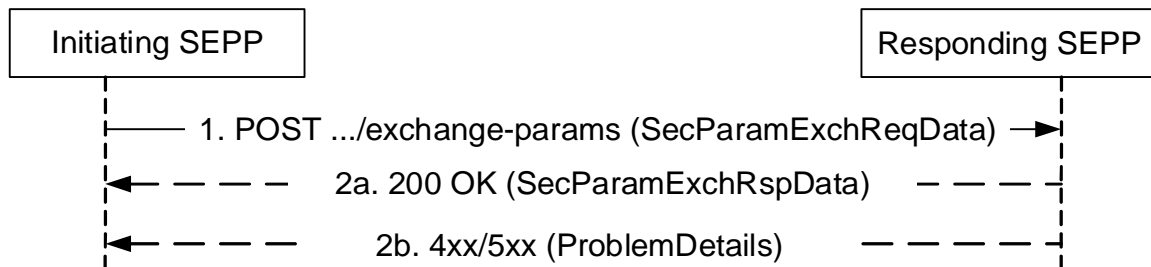 Initiating SEPP
Responding SEPP
1. POST .../exchange-params (SecParamExchReqData)
2a. 200 OK (SecParamExchRspData)
2b. 4xx/5xx (ProblemDetails)